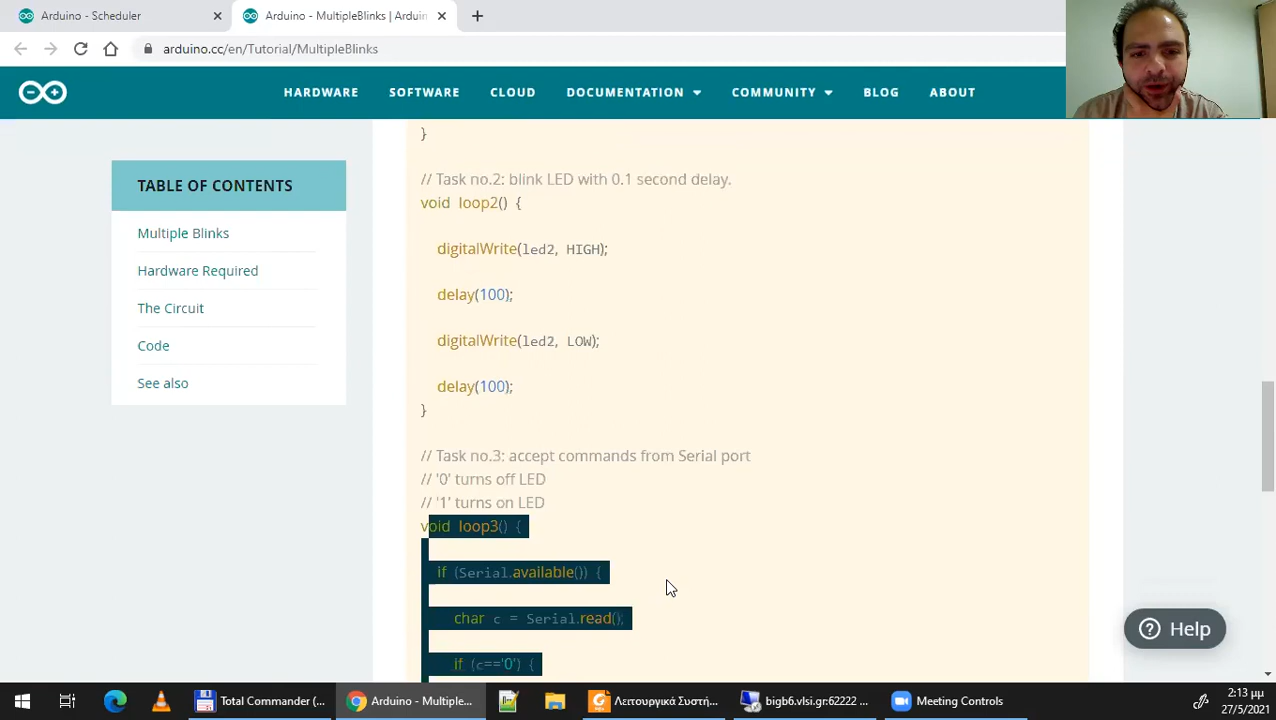 Arduino - Scheduler
Arduino - MultipleBlinks | Arduin
arduino.cc/en/Tutorial/MultipleBlinks
HARDWARE SOFTWARE CLOUD DOCUMENTATION COMMUNITY BLOG ABOUT
TABLE OF CONTENTS
Multiple Blinks
Hardware Required
The Circuit
Code
See also
}
// Task no.2: blink LED with 0.1 second delay.
void loop2() {
digitalWrite(led2, HIGH);
delay(100);
digitalWrite(led2, LOW);
delay(100);
}
// Task no.3: accept commands from Serial port
// '0' turns off LED
// '1' turns on LED
void loop3() {
if (Serial.available()) {
char c = Serial.read();
if (c=='0') {
Help
Total Commander (...
Arduino - Multiple...
Λειτουργικά Συστή...
bigb6.vlsi.gr:62222 ...
Meeting Controls
2:13 μμ
27/5/2021